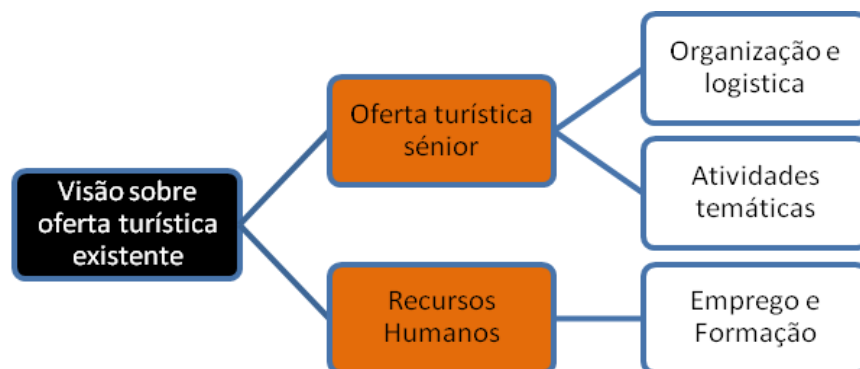 Visão sobre
oferta turística
existente
Oferta turística
sénior
Recursos
Humanos
Organização e
logistica
Atividades
temáticas
Emprego e
Formação